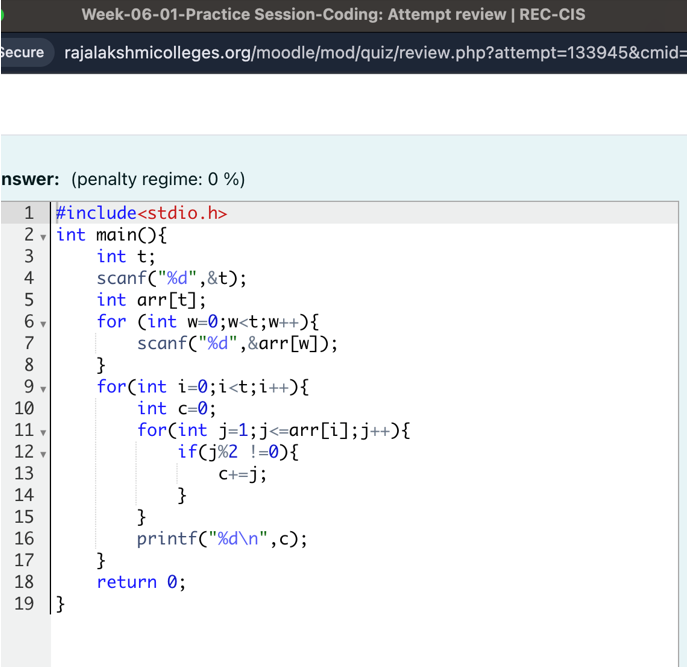 Week-06-01-Practice Session-Coding: Attempt review | REC-CIS
rajalakshmicolleges.org/moodle/mod/quiz/review.php?attempt=133945&cmid=
nswer: (penalty regime: 0 %)
1 #include<stdio.h>
2 int main(){
3     int t;
4     scanf("%d",&t);
5     int arr[t];
6     for (int w=0;w<t;w++){
7         scanf("%d",&arr[w]);
8     }
9     for(int i=0;i<t;i++){
10         int c=0;
11         for(int j=1;j<=arr[i];j++){
12             if(j%2 !=0){
13                 c+=j;
14             }
15         }
16         printf("%d\n",c);
17     }
18     return 0;
19 }